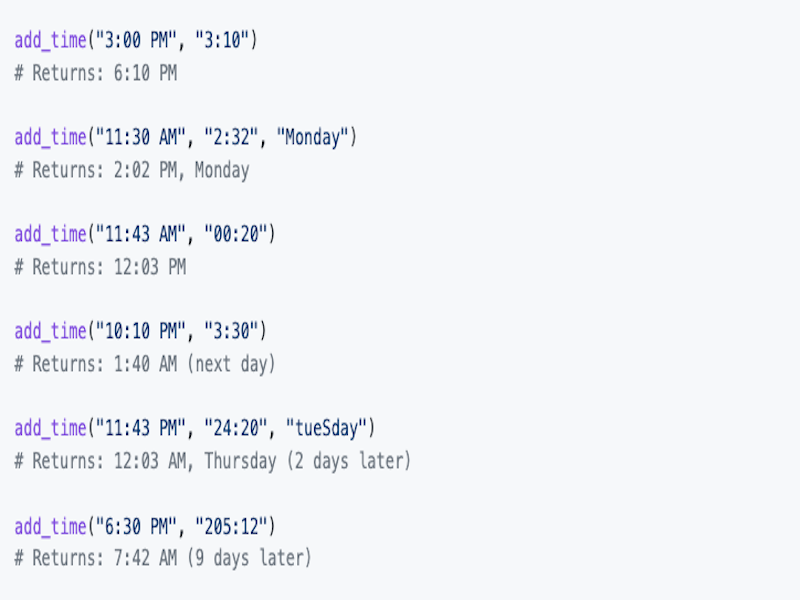 add_time("3:00 PM", "3:10")
# Returns: 6:10 PM
add_time("11:30 AM", "2:32", "Monday")
# Returns: 2:02 PM, Monday
add_time("11:43 AM", "00:20")
# Returns: 12:03 PM
add_time("10:10 PM", "3:30")
# Returns: 1:40 AM (next day)
add_time("11:43 PM", "24:20", "tueSday")
# Returns: 12:03 AM, Thursday (2 days later)
add_time("6:30 PM", "205:12")
# Returns: 7:42 AM (9 days later)